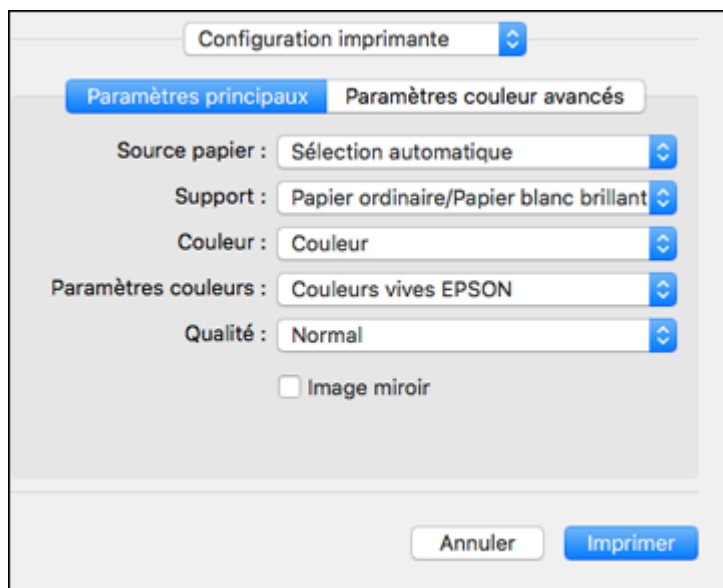 Configuration imprimante
Paramètres principaux Paramètres couleur avancés
Source papier : Sélection automatique
Support : Papier ordinaire/Papier blanc brillant
Couleur : Couleur
Paramètres couleurs : Couleurs vives EPSON
Qualité : Normal
Image miroir
Annuler Imprimer